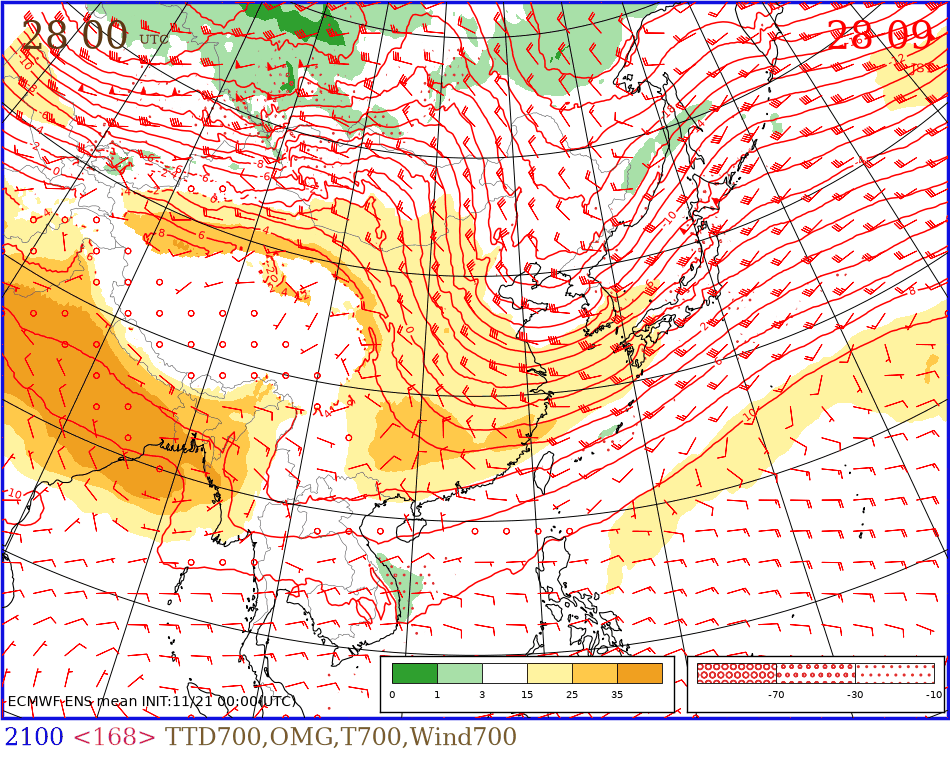 28 00 UTC
28 09
JST
0 1 3 15 25 35
-70 -30 -10
ECMWF ENS mean INIT:11/21 00:00(UTC)
2100 <168> TTD700,OMG,T700,Wind700